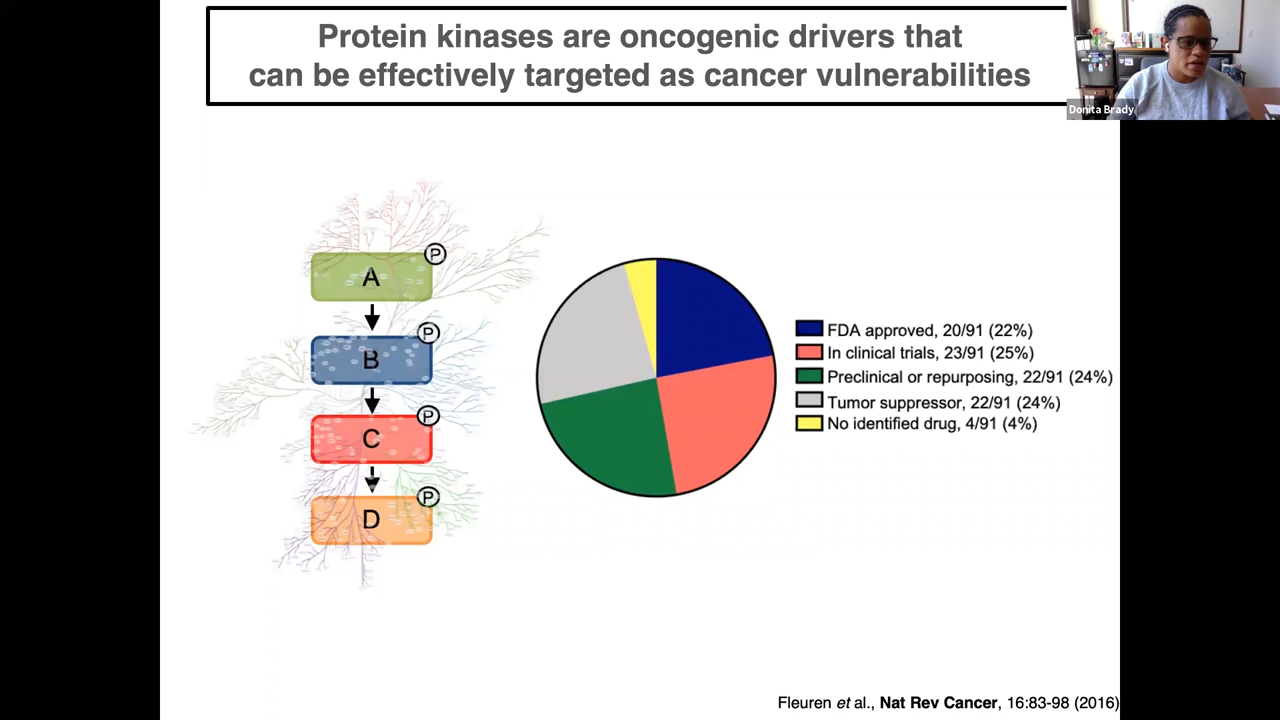 Protein kinases are oncogenic drivers that
can be effectively targeted as cancer vulnerabilities
Donita Brady
P
A
P
B
P
C
P
D
FDA approved, 20/91 (22%)
In clinical trials, 23/91 (25%)
Preclinical or repurposing, 22/91 (24%)
Tumor suppressor, 22/91 (24%)
No identified drug, 4/91 (4%)
Fleuren et al., Nat Rev Cancer, 16:83-98 (2016)